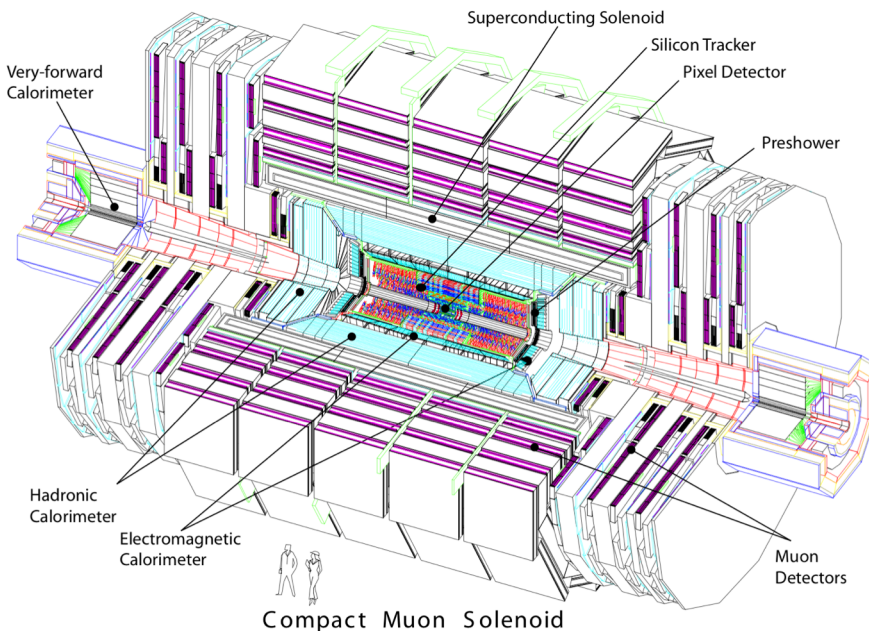 Superconducting Solenoid
Silicon Tracker
Pixel Detector
Very-forward
Calorimeter
Preshower
Hadronic
Calorimeter
Electromagnetic
Calorimeter
Muon
Detectors
Compact Muon Solenoid